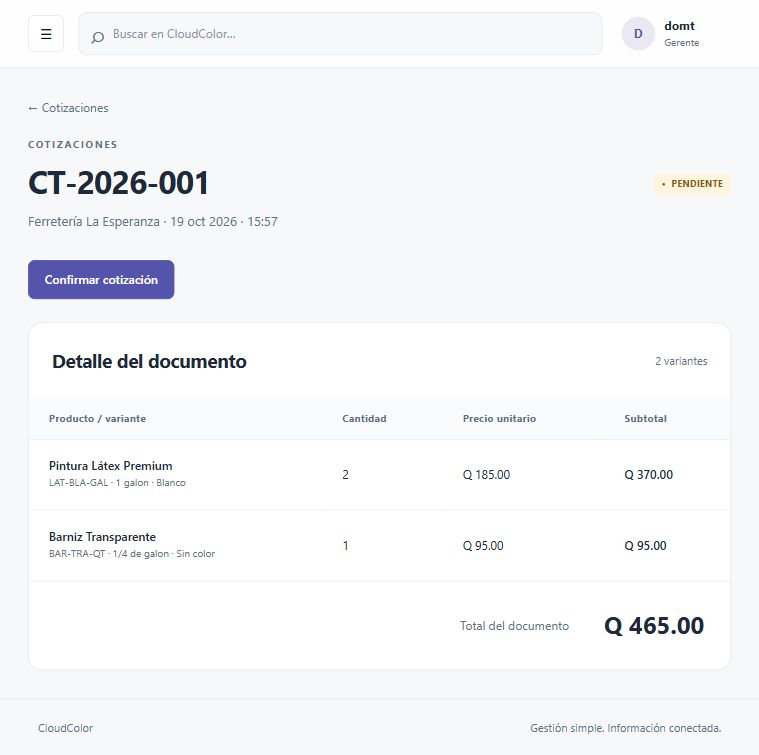 ☰ Buscar en CloudColor... D domt
Gerente
← Cotizaciones
COTIZACIONES
CT-2026-001
• PENDIENTE
Ferretería La Esperanza · 19 oct 2026 · 15:57
Confirmar cotización
Detalle del documento 2 variantes
Producto / variante Cantidad Precio unitario Subtotal
Pintura Látex Premium
LAT-BLA-GAL · 1 galon · Blanco
2 Q 185.00 Q 370.00
Barniz Transparente
BAR-TRA-QT · 1/4 de galon · Sin color
1 Q 95.00 Q 95.00
Total del documento Q 465.00
CloudColor Gestión simple. Información conectada.